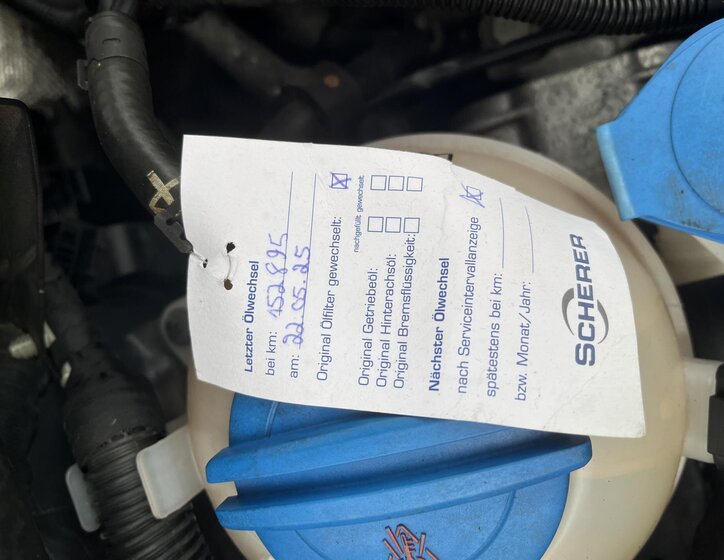 Letzter Ölwechsel
bei km: 152895
am: 22.05.25
Original Ölfilter gewechselt: ☒
nachgefüllt gewechselt
Original Getriebeöl: ☐ ☐
Original Hinterachsöl: ☐ ☐
Original Bremsflüssigkeit: ☐ ☐
Nächster Ölwechsel
nach Serviceintervallanzeige ☒
spätestens bei km:
bzw. Monat/Jahr:
SCHERER